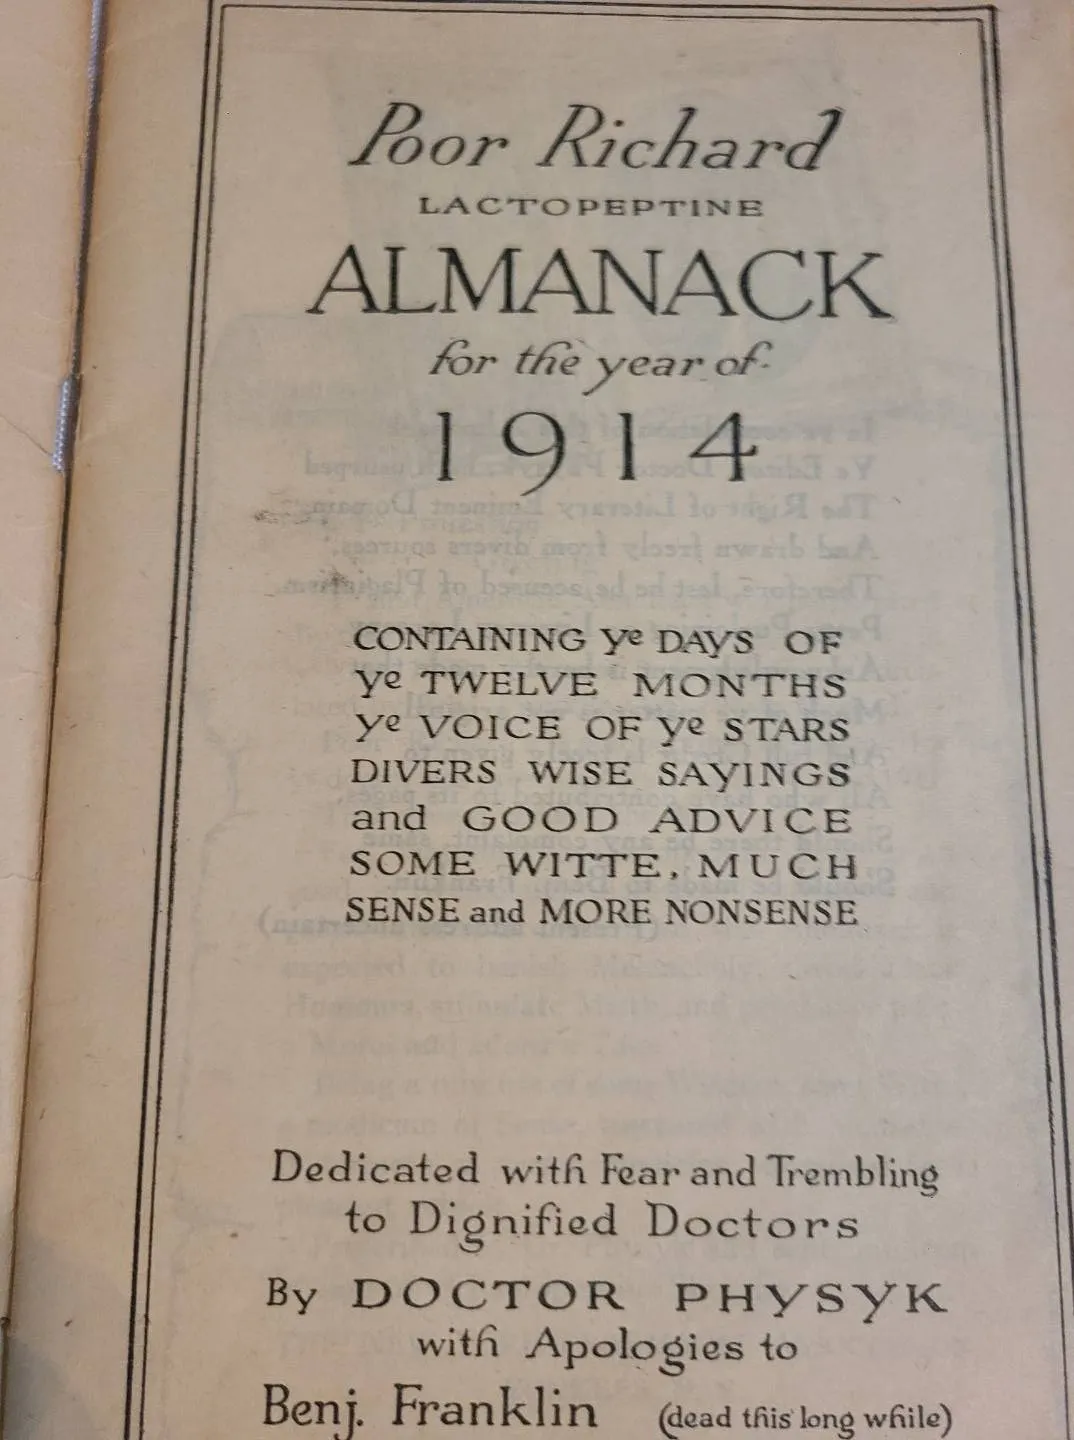 Poor Richard
LACTOPEPTINE
ALMANACK
for the year of
1914
CONTAINING ye DAYS OF
ye TWELVE MONTHS
ye VOICE OF ye STARS
DIVERS WISE SAYINGS
and GOOD ADVICE
SOME WITTE, MUCH
SENSE and MORE NONSENSE
Dedicated with Fear and Trembling
to Dignified Doctors
By DOCTOR PHYSYK
with Apologies to
Benj. Franklin (dead this long while)